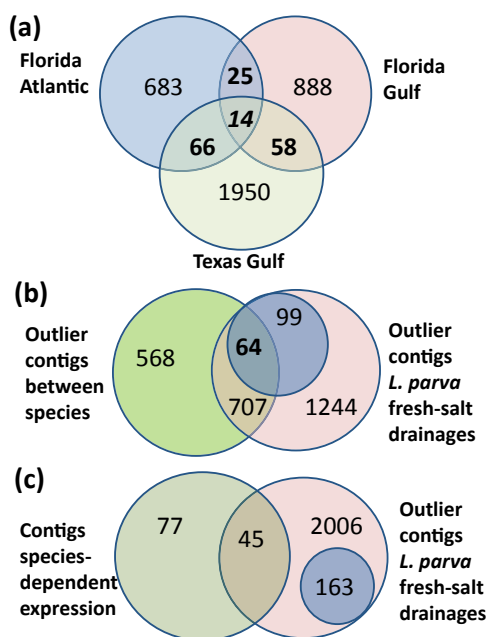 (a)
Florida
Atlantic
683
25
888
Florida
Gulf
14
66
58
1950
Texas Gulf
(b)
Outlier
contigs
between
species
568
64
99
707
1244
Outlier
contigs
L. parva
fresh-salt
drainages
(c)
Contigs
species-
dependent
expression
77
45
2006
163
Outlier
contigs
L. parva
fresh-salt
drainages